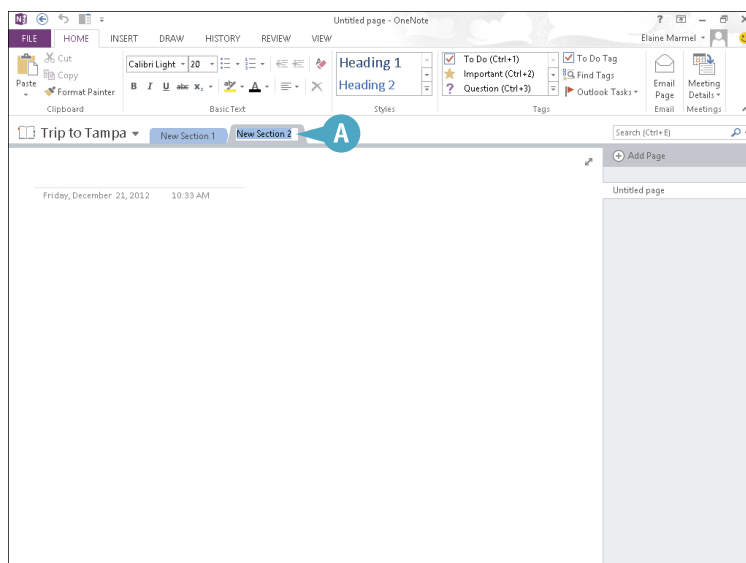 Untitled page - OneNote
FILE HOME INSERT DRAW HISTORY REVIEW VIEW Elaine Marmel
Paste
Cut
Copy
Format Painter
Clipboard
Calibri Light 20
B I U abc x
A
Basic Text
Heading 1
Heading 2
Styles
To Do (Ctrl+1)
Important (Ctrl+2)
Question (Ctrl+3)
To Do Tag
Find Tags
Outlook Tasks
Tags
Email Page
Email
Meeting Details
Meetings
Trip to Tampa New Section 1 New Section 2 A Search (Ctrl+E)
Add Page
Untitled page
Friday, December 21, 2012 10:33 AM